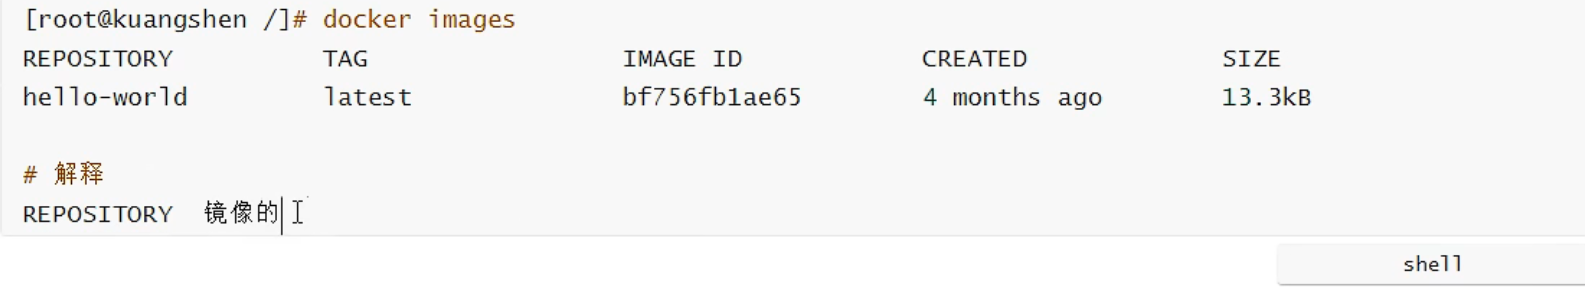 [root@kuangshen /]# docker images
REPOSITORY TAG IMAGE ID CREATED SIZE
hello-world latest bf756fb1ae65 4 months ago 13.3kB
# 解释
REPOSITORY 镜像的
shell